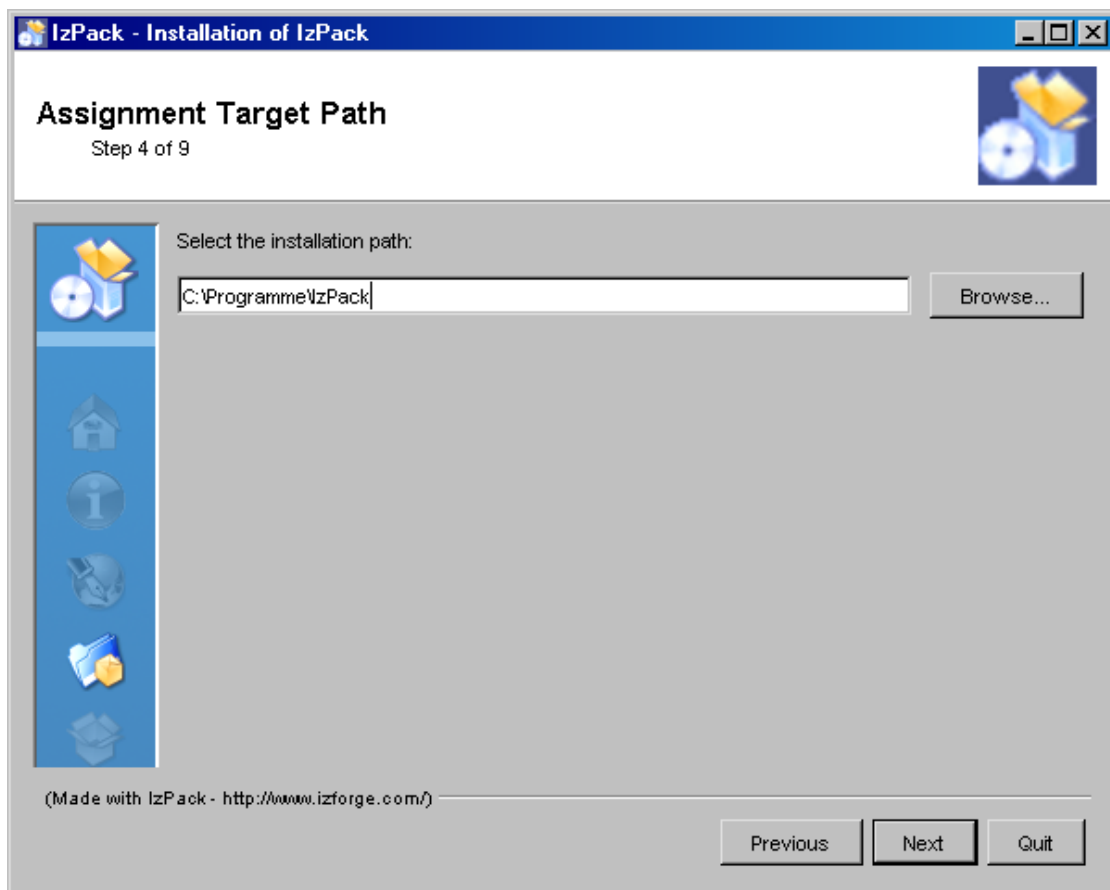 IzPack - Installation of IzPack
Assignment Target Path
Step 4 of 9
Select the installation path:
C:\Programme\IzPack
Browse...
(Made with IzPack - http://www.izforge.com/)
Previous
Next
Quit